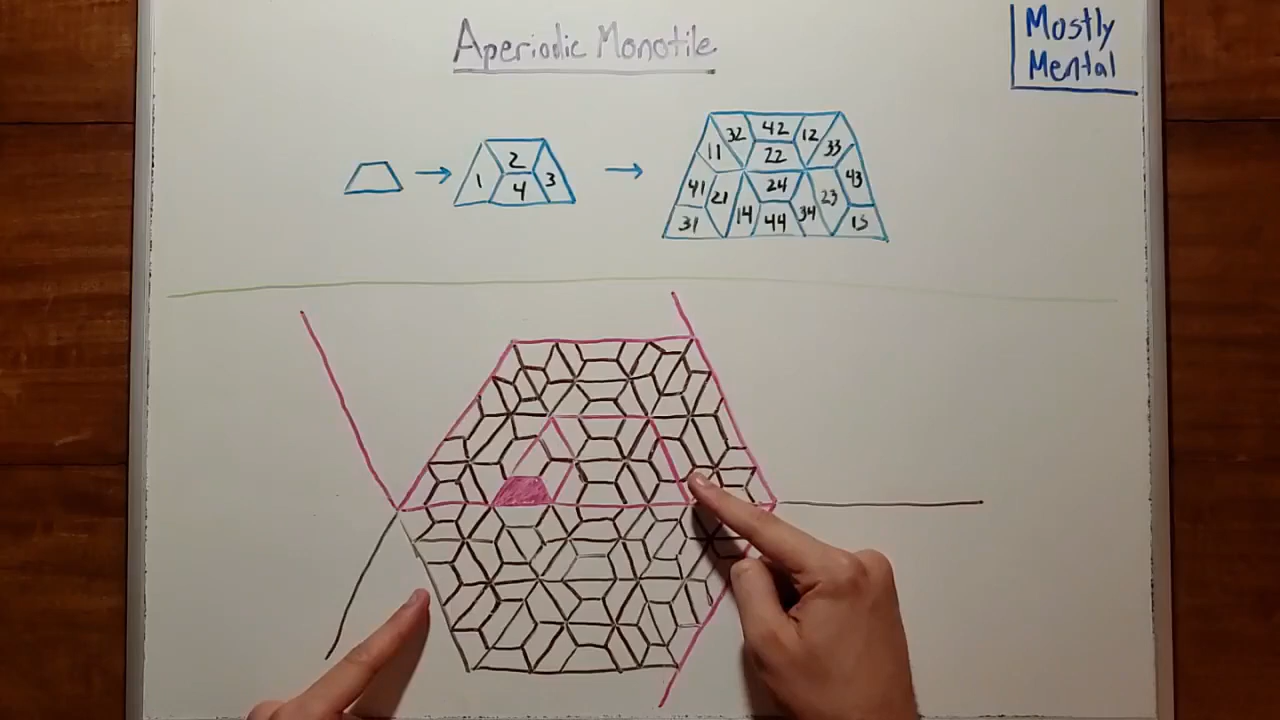 Aperiodic Monotile
Mostly
Mental
1 2 3 4
32 42 12
11 22 33
41 21 24 23 43
31 14 44 34 13